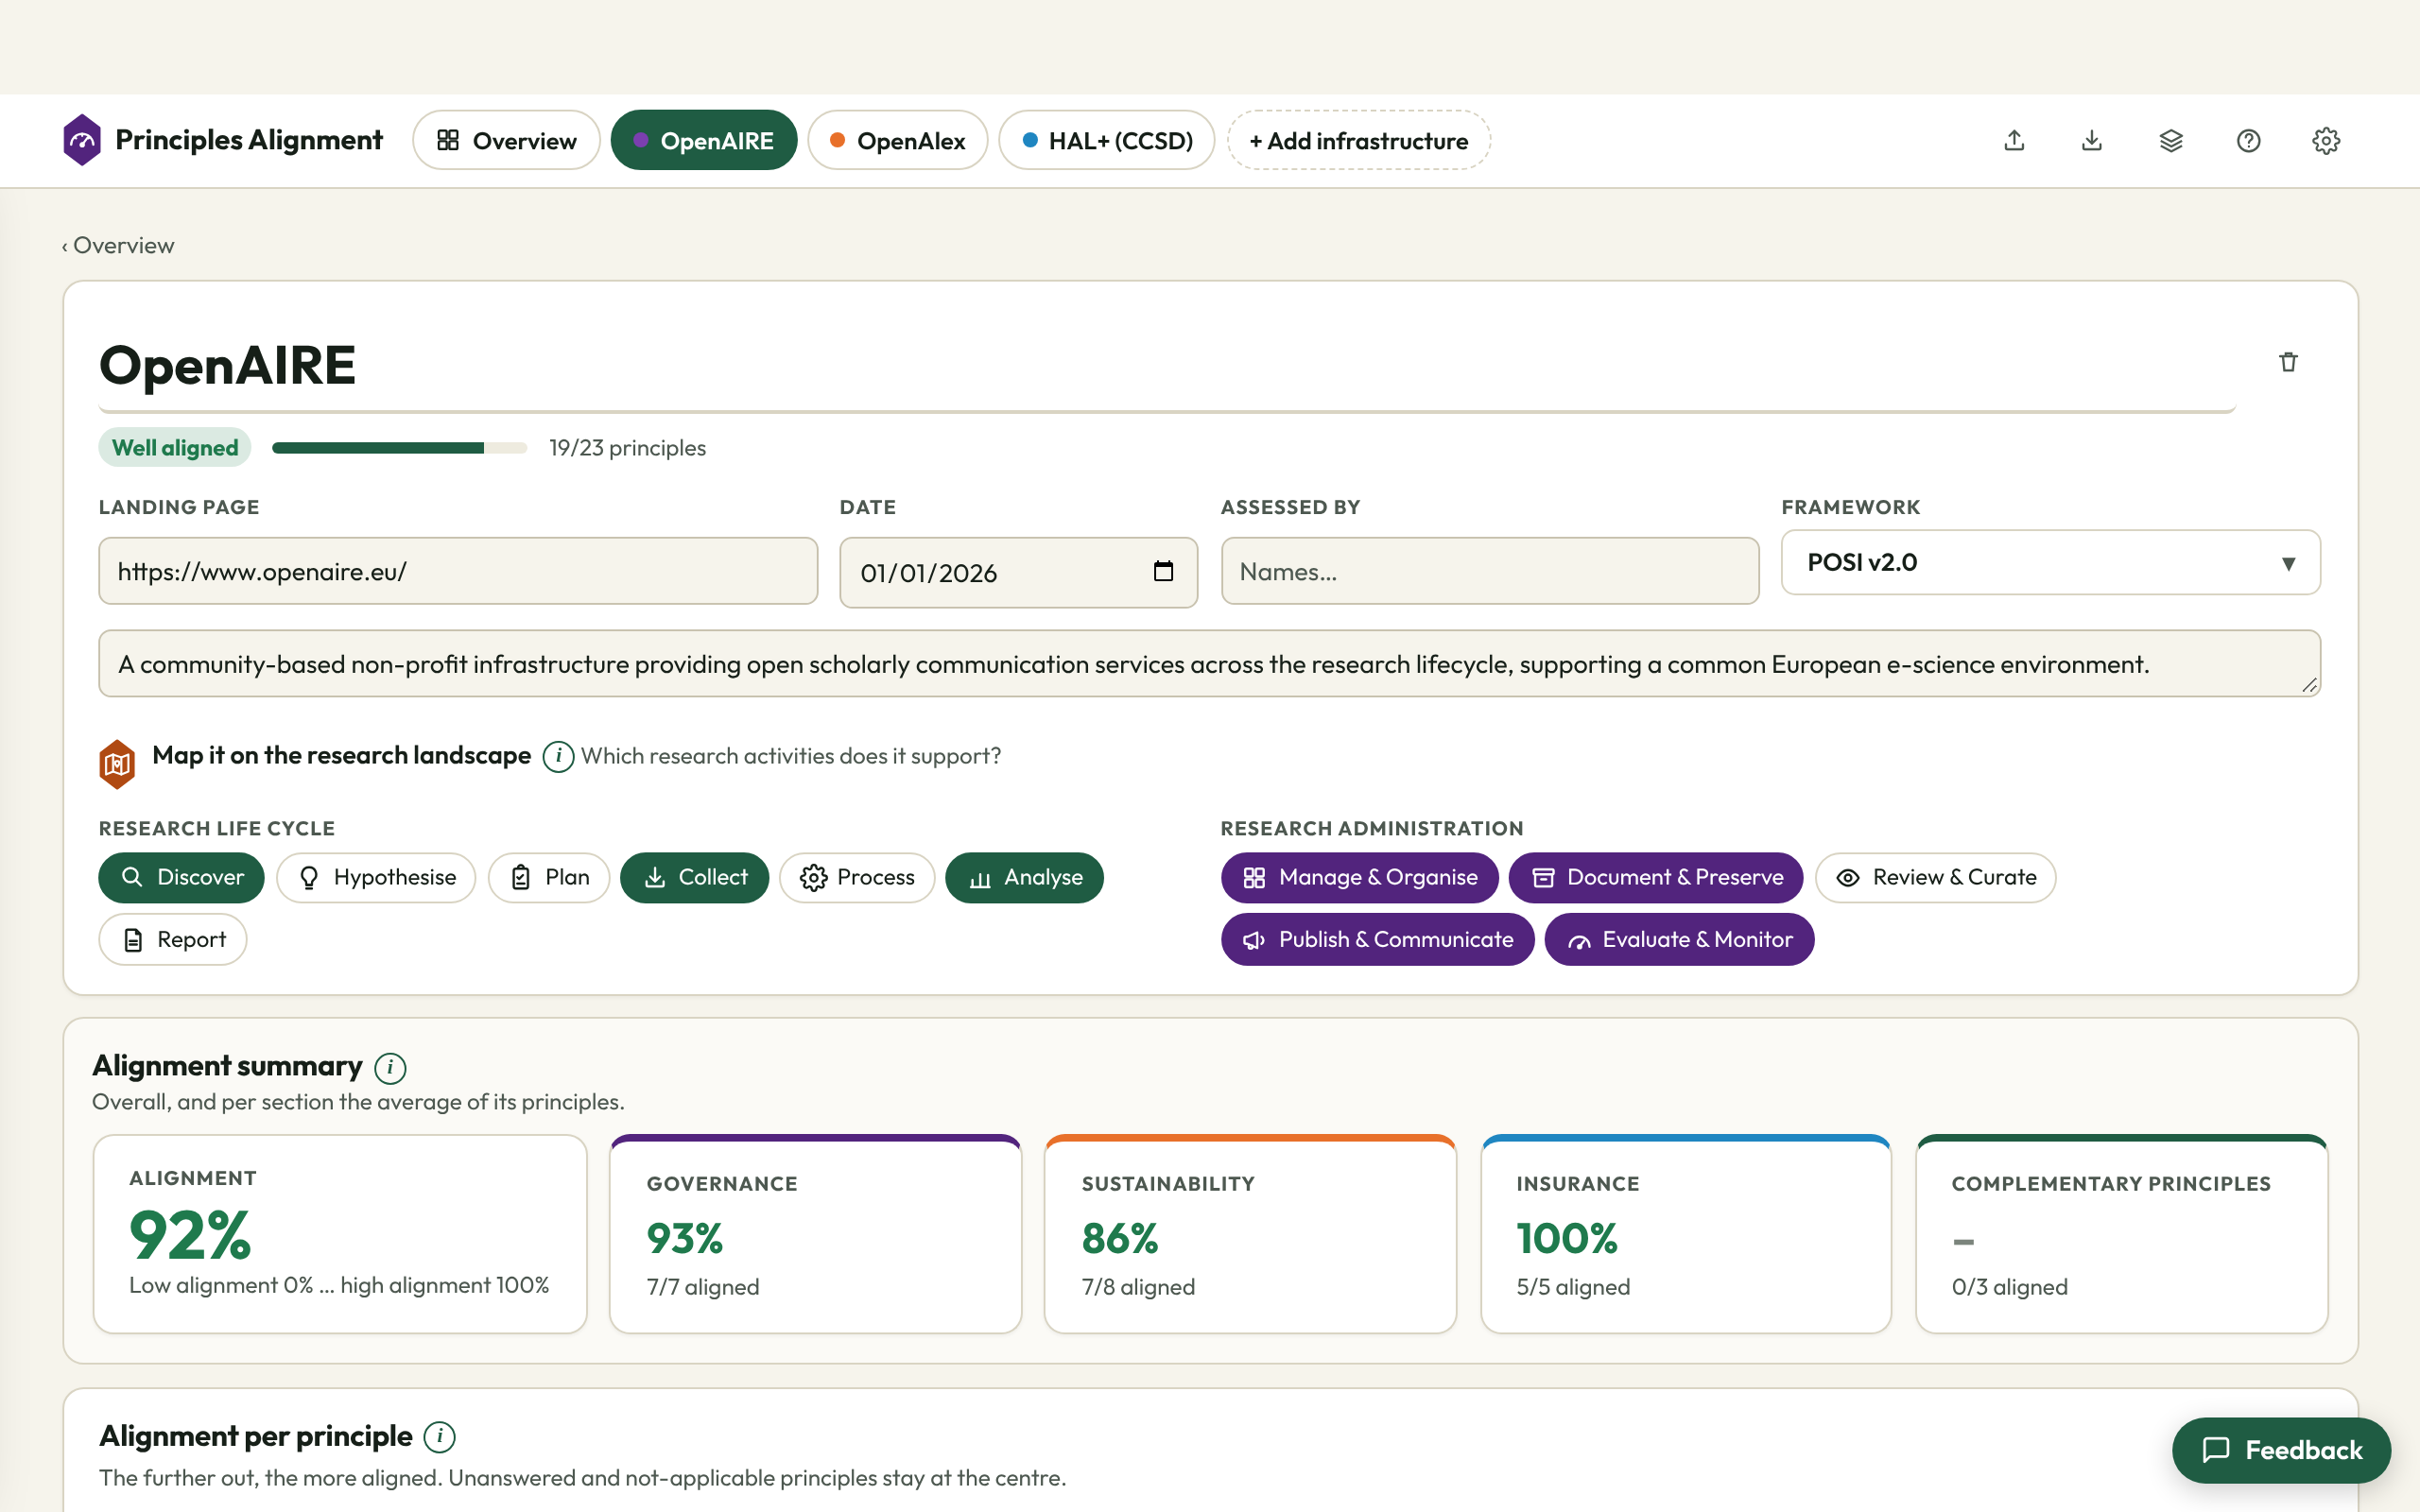 Principles Alignment
Overview
OpenAIRE
OpenAlex
HAL+ (CCSD)
+ Add infrastructure
‹ Overview
OpenAIRE
Well aligned
19/23 principles
LANDING PAGE
DATE
ASSESSED BY
FRAMEWORK
https://www.openaire.eu/
01/01/2026
Names...
POSI v2.0
A community-based non-profit infrastructure providing open scholarly communication services across the research lifecycle, supporting a common European e-science environment.
Map it on the research landscape i Which research activities does it support?
RESEARCH LIFE CYCLE
Discover
Hypothesise
Plan
Collect
Process
Analyse
Report
RESEARCH ADMINISTRATION
Manage & Organise
Document & Preserve
Review & Curate
Publish & Communicate
Evaluate & Monitor
Alignment summary i
Overall, and per section the average of its principles.
ALIGNMENT
92%
Low alignment 0% ... high alignment 100%
GOVERNANCE
93%
7/7 aligned
SUSTAINABILITY
86%
7/8 aligned
INSURANCE
100%
5/5 aligned
COMPLEMENTARY PRINCIPLES
–
0/3 aligned
Alignment per principle i
The further out, the more aligned. Unanswered and not-applicable principles stay at the centre.
Feedback